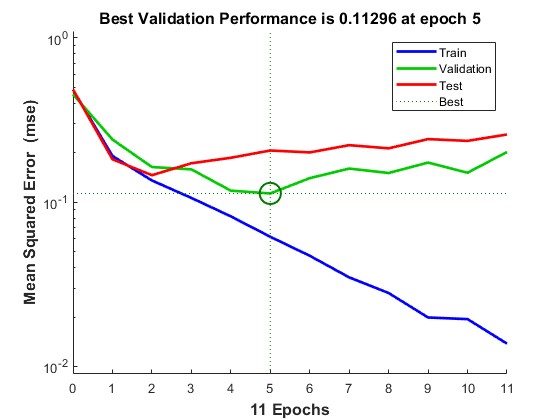 Best Validation Performance is 0.11296 at epoch 5
Mean Squared Error (mse)
10^0
10^-1
10^-2
Train
Validation
Test
Best
0 1 2 3 4 5 6 7 8 9 10 11
11 Epochs